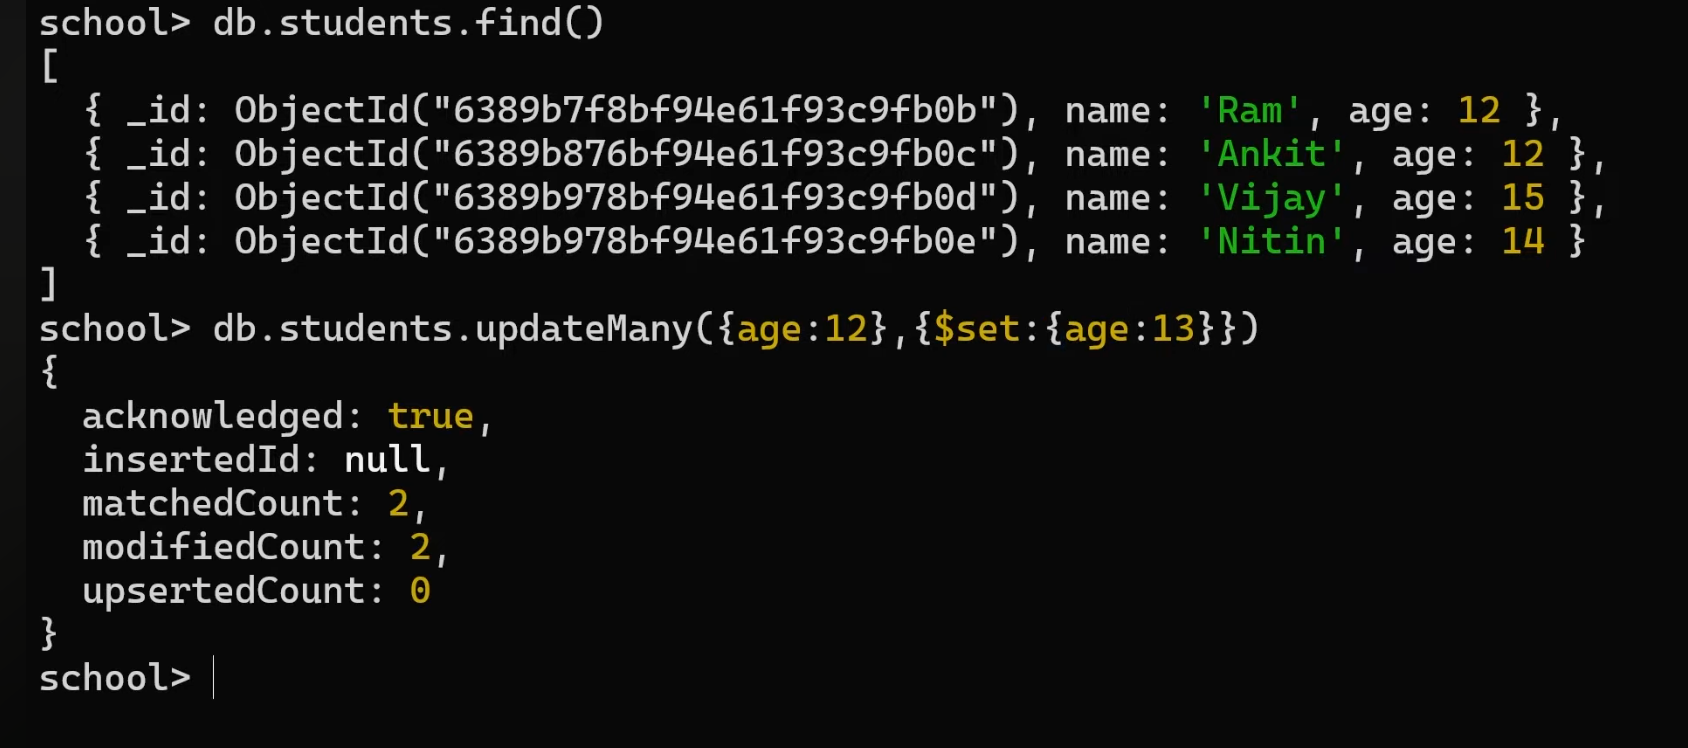 school> db.students.find()
[
  { _id: ObjectId("6389b7f8bf94e61f93c9fb0b"), name: 'Ram', age: 12 },
  { _id: ObjectId("6389b876bf94e61f93c9fb0c"), name: 'Ankit', age: 12 },
  { _id: ObjectId("6389b978bf94e61f93c9fb0d"), name: 'Vijay', age: 15 },
  { _id: ObjectId("6389b978bf94e61f93c9fb0e"), name: 'Nitin', age: 14 }
]
school> db.students.updateMany({age:12},{$set:{age:13}})
{
  acknowledged: true,
  insertedId: null,
  matchedCount: 2,
  modifiedCount: 2,
  upsertedCount: 0
}
school>